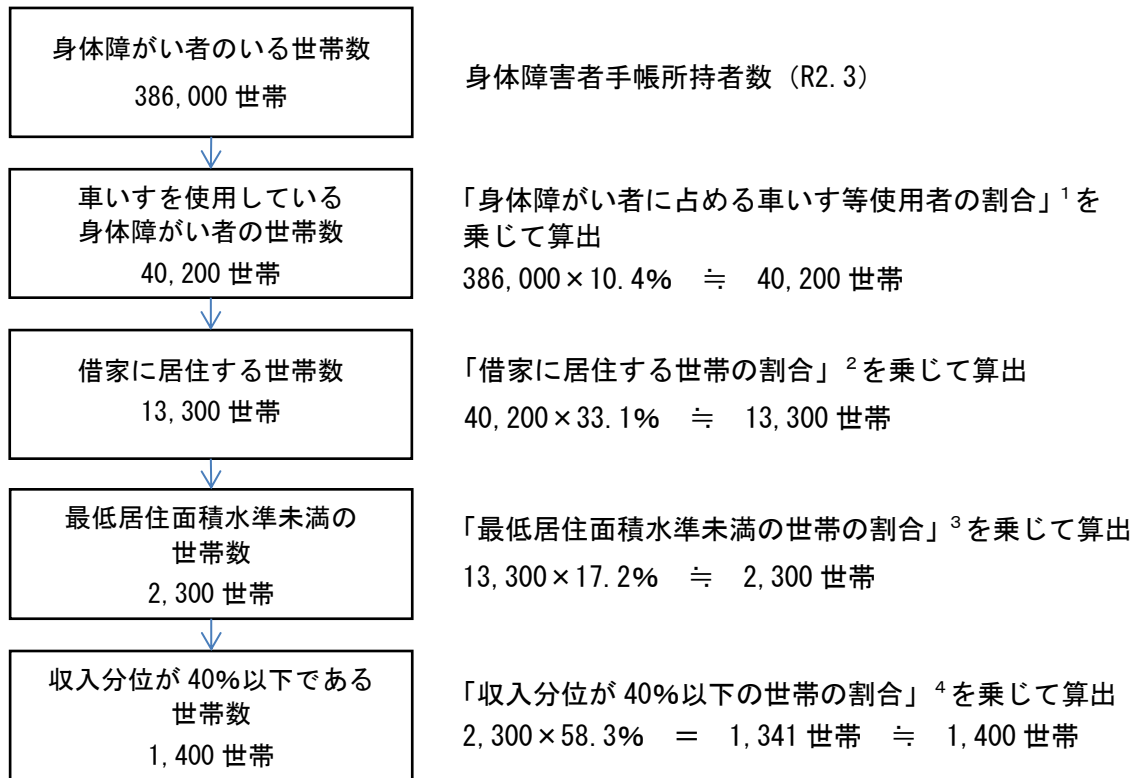 身体障がい者のいる世帯数
386,000 世帯
身体障害者手帳所持者数（R2.3）
車いすを使用している
身体障がい者の世帯数
40,200 世帯
「身体障がい者に占める車いす等使用者の割合」¹を
乗じて算出
386,000×10.4% ≒ 40,200 世帯
借家に居住する世帯数
13,300 世帯
「借家に居住する世帯の割合」²を乗じて算出
40,200×33.1% ≒ 13,300 世帯
最低居住面積水準未満の
世帯数
2,300 世帯
「最低居住面積水準未満の世帯の割合」³を乗じて算出
13,300×17.2% ≒ 2,300 世帯
収入分位が 40%以下である
世帯数
1,400 世帯
「収入分位が 40%以下の世帯の割合」⁴を乗じて算出
2,300×58.3% ＝ 1,341 世帯 ≒ 1,400 世帯